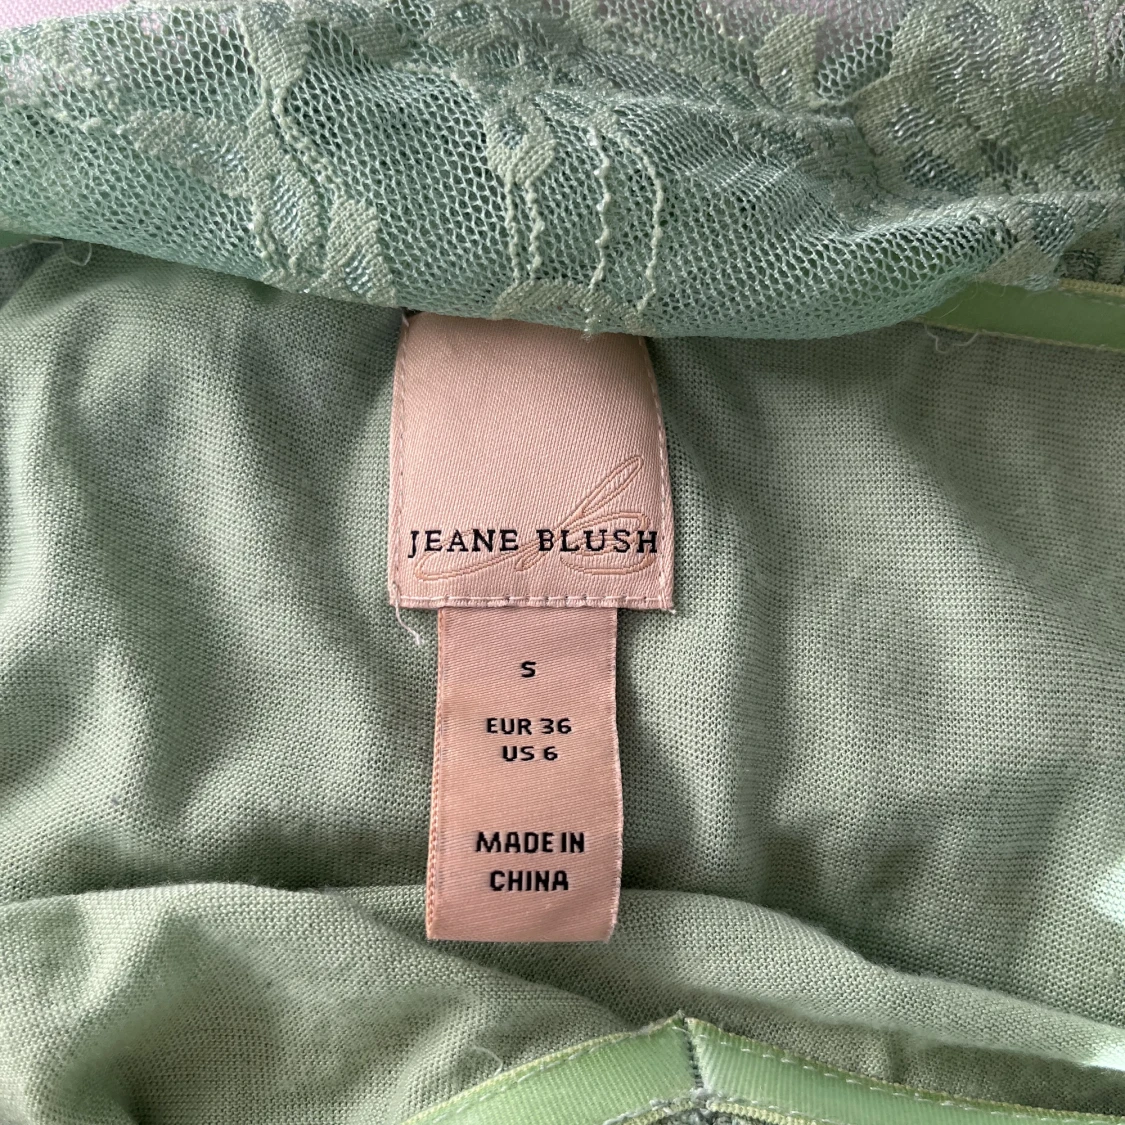 JEANE BLUSH
S
EUR 36
US 6
MADE IN
CHINA